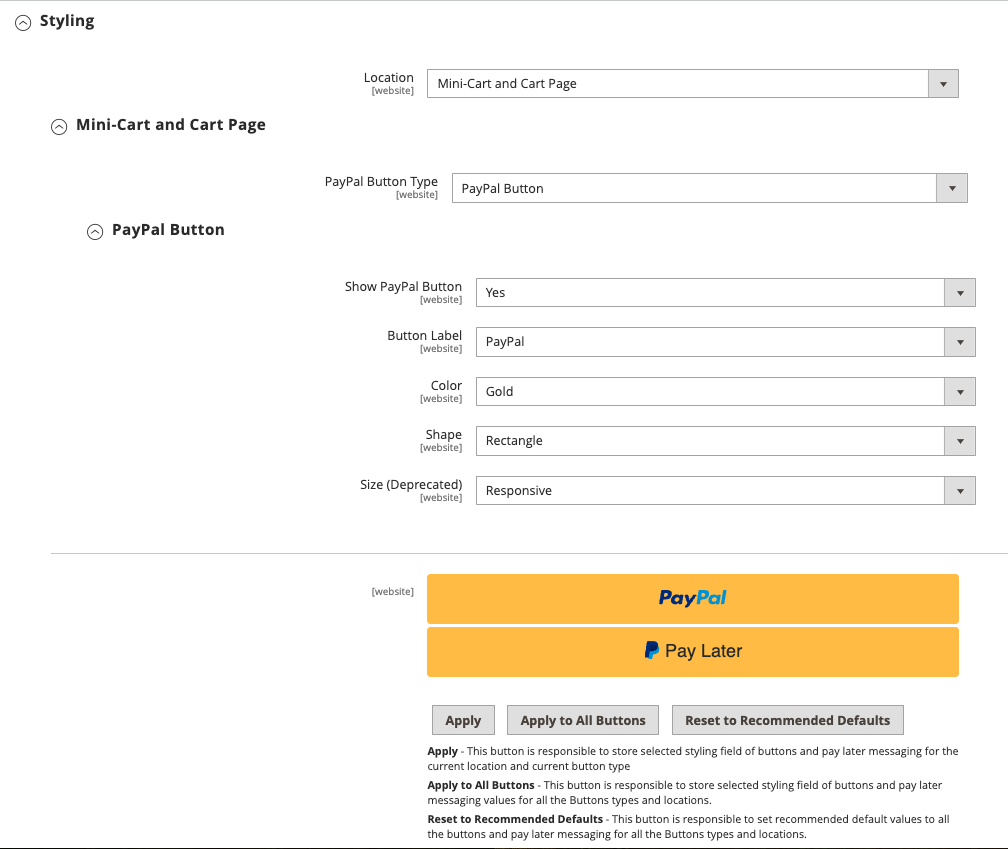 Styling
Location
[website]
Mini-Cart and Cart Page
Mini-Cart and Cart Page
PayPal Button Type
[website]
PayPal Button
PayPal Button
Show PayPal Button
[website]
Yes
Button Label
[website]
PayPal
Color
[website]
Gold
Shape
[website]
Rectangle
Size (Deprecated)
[website]
Responsive
[website]
PayPal
Pay Later
Apply
Apply to All Buttons
Reset to Recommended Defaults
Apply - This button is responsible to store selected styling field of buttons and pay later messaging for the
current location and current button type
Apply to All Buttons - This button is responsible to store selected styling field of buttons and pay later
messaging values for all the Buttons types and locations.
Reset to Recommended Defaults - This button is responsible to set recommended default values to all
the buttons and pay later messaging for all the Buttons types and locations.